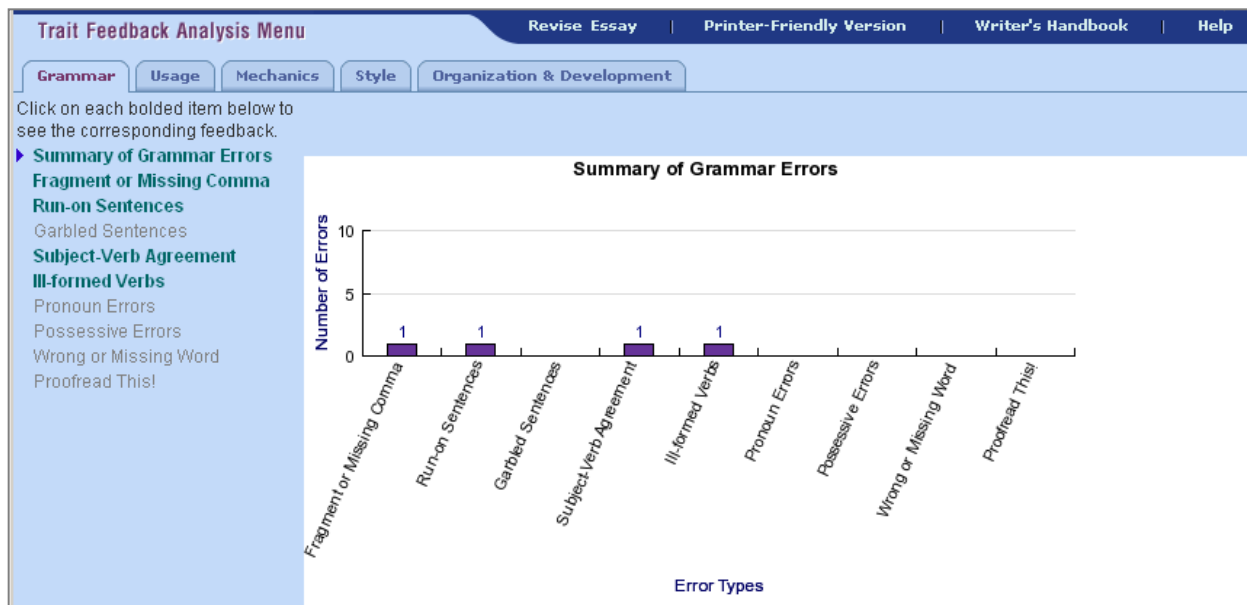 Trait Feedback Analysis Menu
Revise Essay | Printer-Friendly Version | Writer's Handbook | Help
Grammar Usage Mechanics Style Organization & Development
Click on each bolded item below to
see the corresponding feedback.
Summary of Grammar Errors
Fragment or Missing Comma
Run-on Sentences
Garbled Sentences
Subject-Verb Agreement
Ill-formed Verbs
Pronoun Errors
Possessive Errors
Wrong or Missing Word
Proofread This!
Summary of Grammar Errors
Number of Errors
10
5
0
1 1 1 1
Fragment or Missing Comma
Run-on Sentences
Garbled Sentences
Subject-Verb Agreement
Ill-formed Verbs
Pronoun Errors
Possessive Errors
Wrong or Missing Word
Proofread This!
Error Types